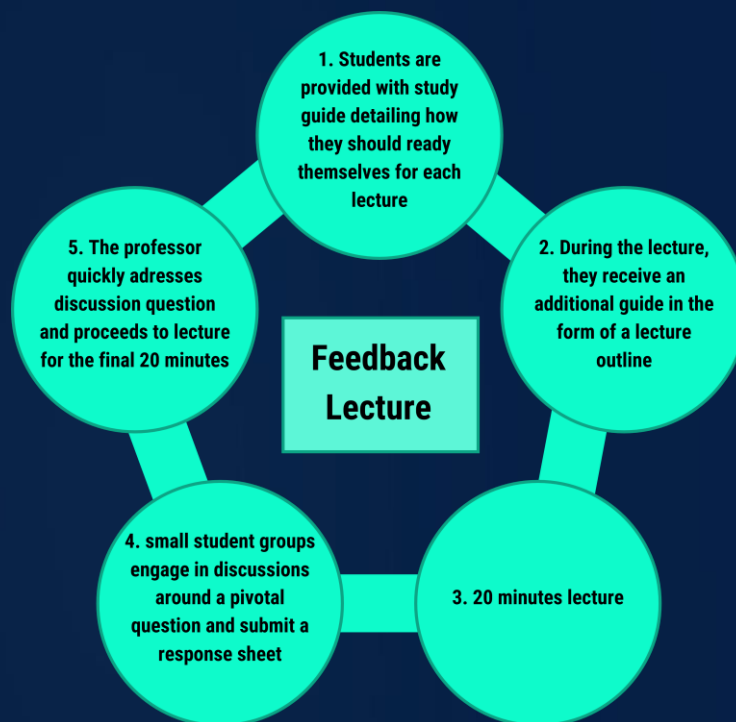 1. Students are
provided with study
guide detailing how
they should ready
themselves for each
lecture
2. During the lecture,
they receive an
additional guide in the
form of a lecture
outline
3. 20 minutes lecture
4. small student groups
engage in discussions
around a pivotal
question and submit a
response sheet
5. The professor
quickly adresses
discussion question
and proceeds to lecture
for the final 20 minutes
Feedback
Lecture